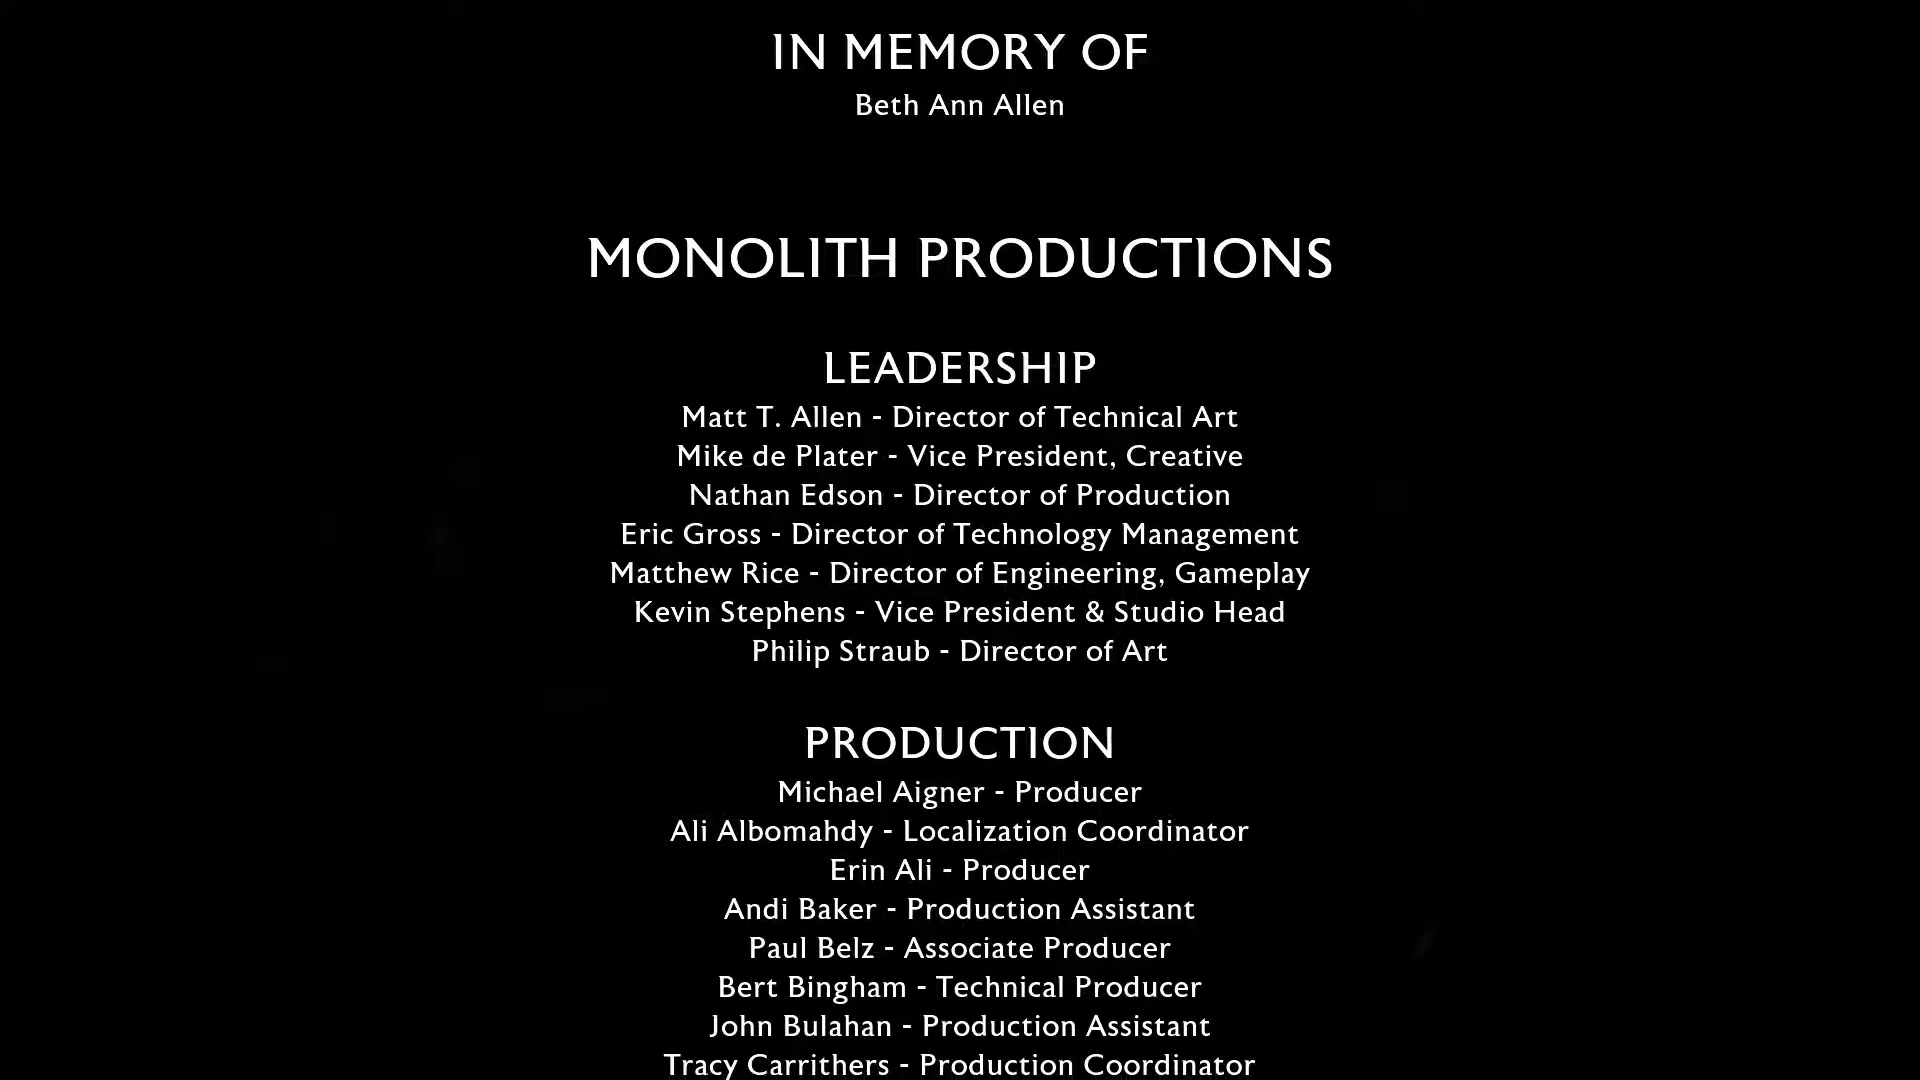 IN MEMORY OF
Beth Ann Allen
MONOLITH PRODUCTIONS
LEADERSHIP
Matt T. Allen - Director of Technical Art
Mike de Plater - Vice President, Creative
Nathan Edson - Director of Production
Eric Gross - Director of Technology Management
Matthew Rice - Director of Engineering, Gameplay
Kevin Stephens - Vice President & Studio Head
Philip Straub - Director of Art
PRODUCTION
Michael Aigner - Producer
Ali Albomahdy - Localization Coordinator
Erin Ali - Producer
Andi Baker - Production Assistant
Paul Belz - Associate Producer
Bert Bingham - Technical Producer
John Bulahan - Production Assistant
Tracy Carrithers - Production Coordinator